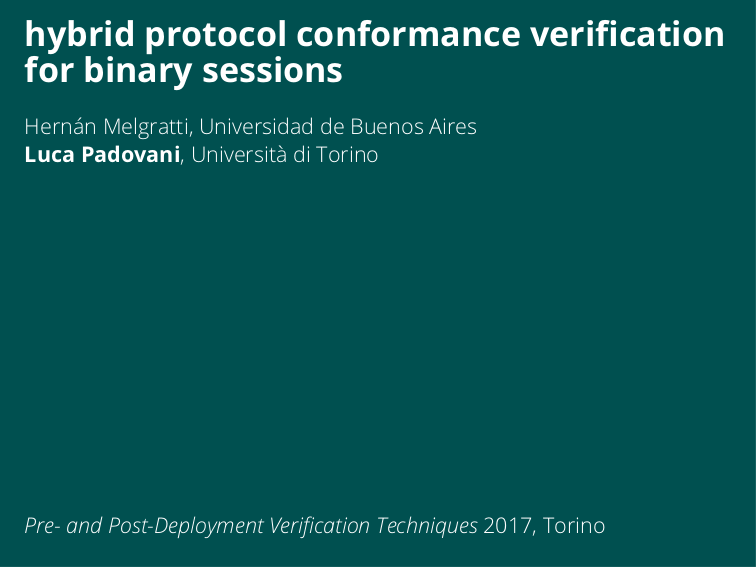 hybrid protocol conformance verification
for binary sessions
Hernán Melgratti, Universidad de Buenos Aires
Luca Padovani, Università di Torino
Pre- and Post-Deployment Verification Techniques 2017, Torino